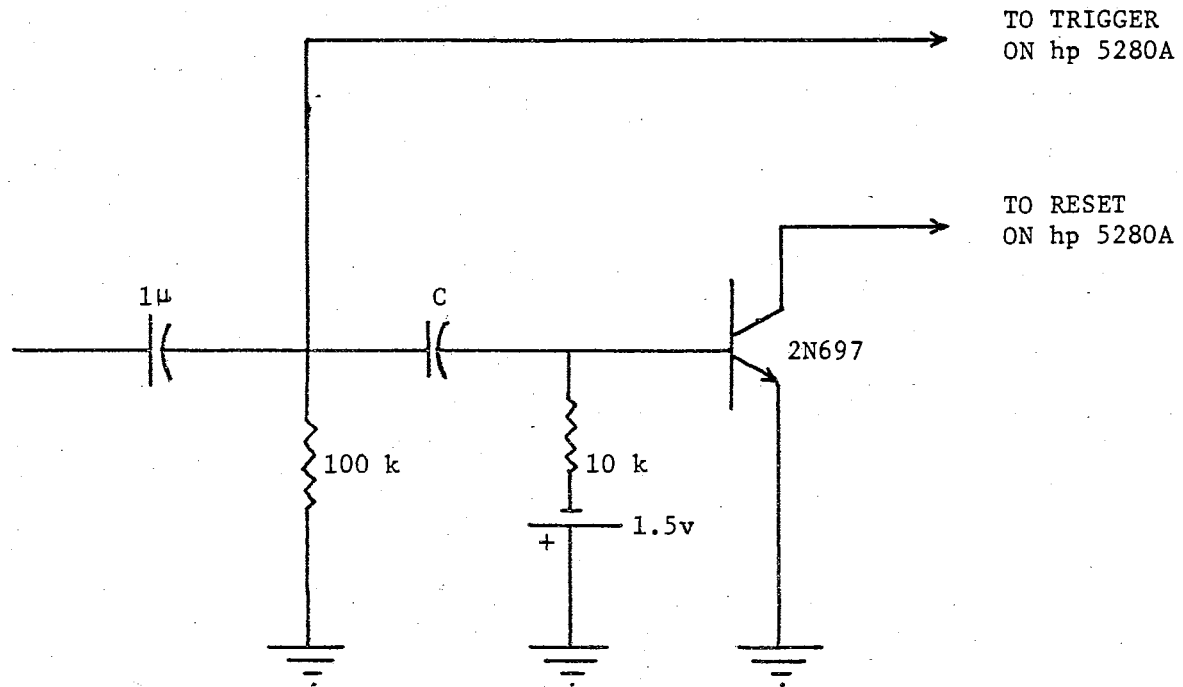 TO TRIGGER
ON hp 5280A
TO RESET
ON hp 5280A
1μ
C
2N697
100 k
10 k
1.5v
+